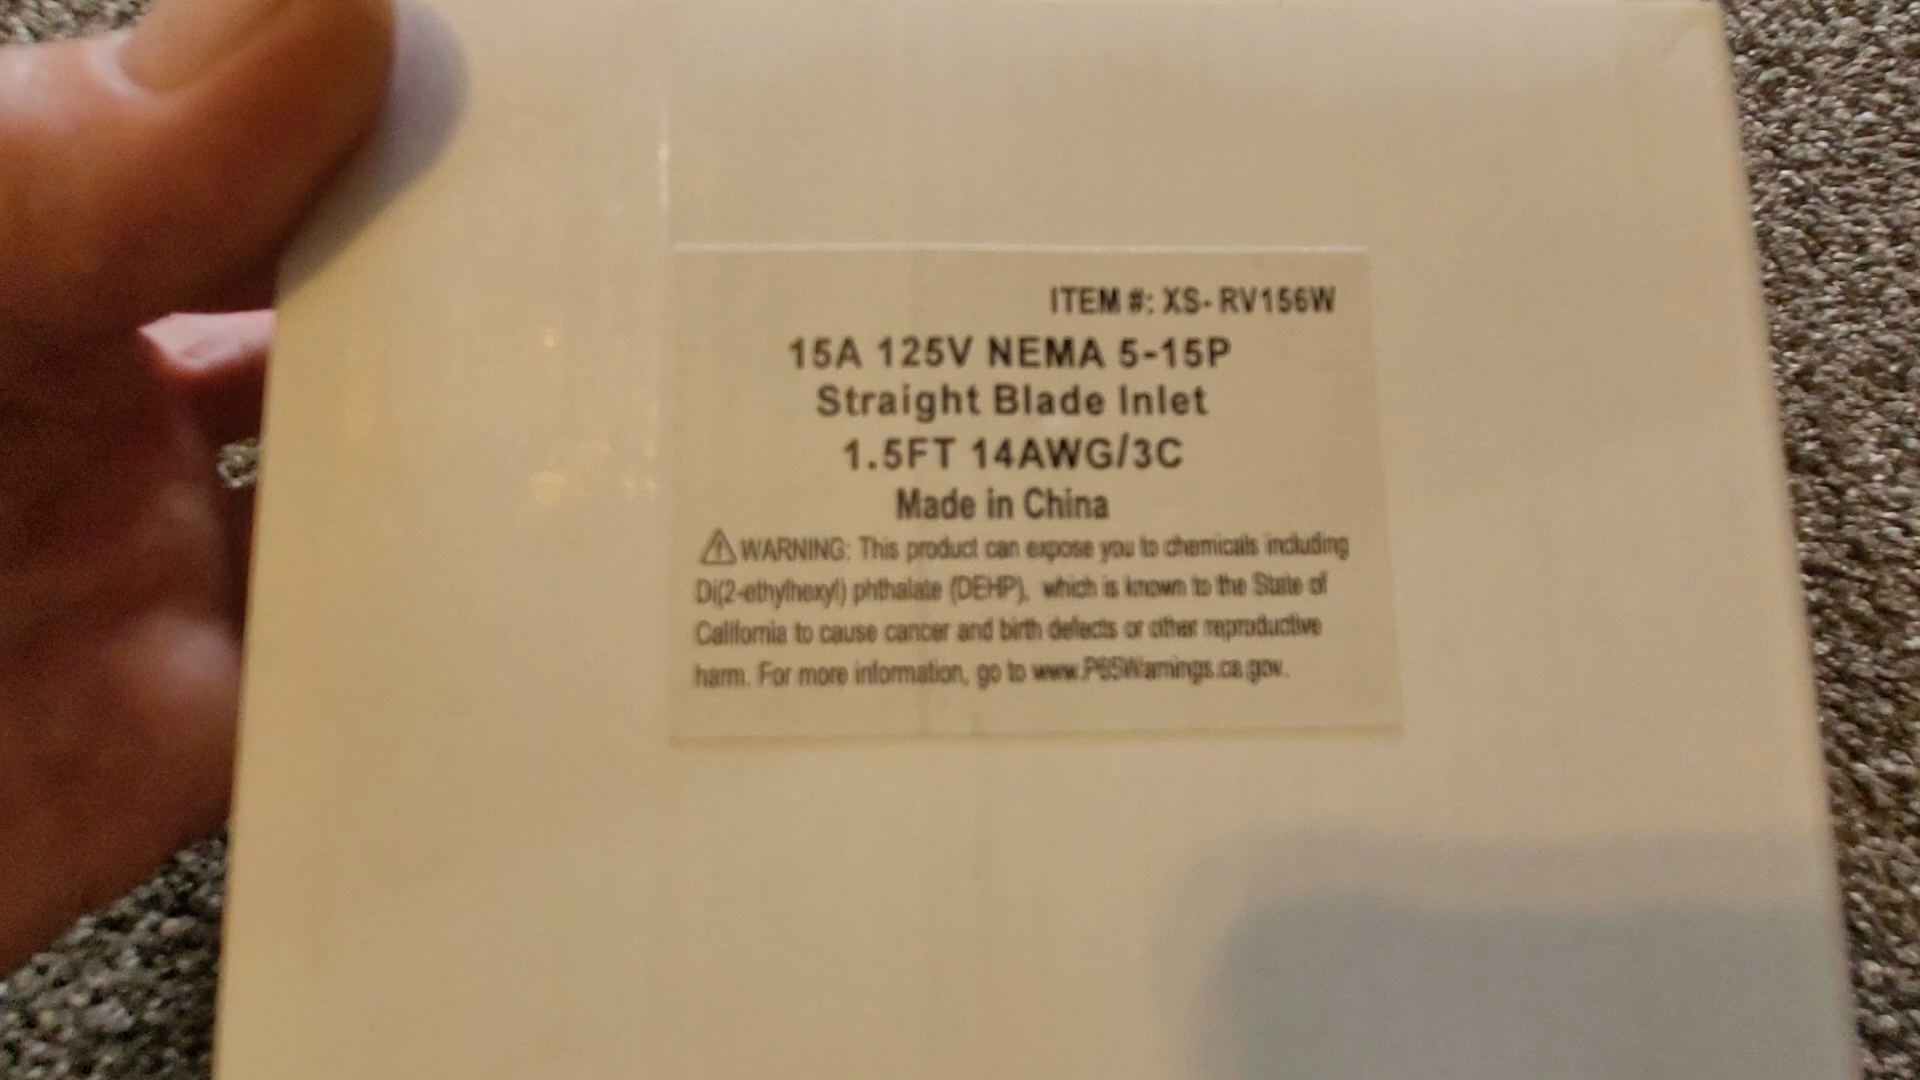 ITEM #: XS- RV156W
15A 125V NEMA 5-15P
Straight Blade Inlet
1.5FT 14AWG/3C
Made in China
⚠WARNING: This product can expose you to chemicals including
Di(2-ethylhexyl) phthalate (DEHP), which is known to the State of
California to cause cancer and birth defects or other reproductive
harm. For more information, go to www.P65Warnings.ca.gov.